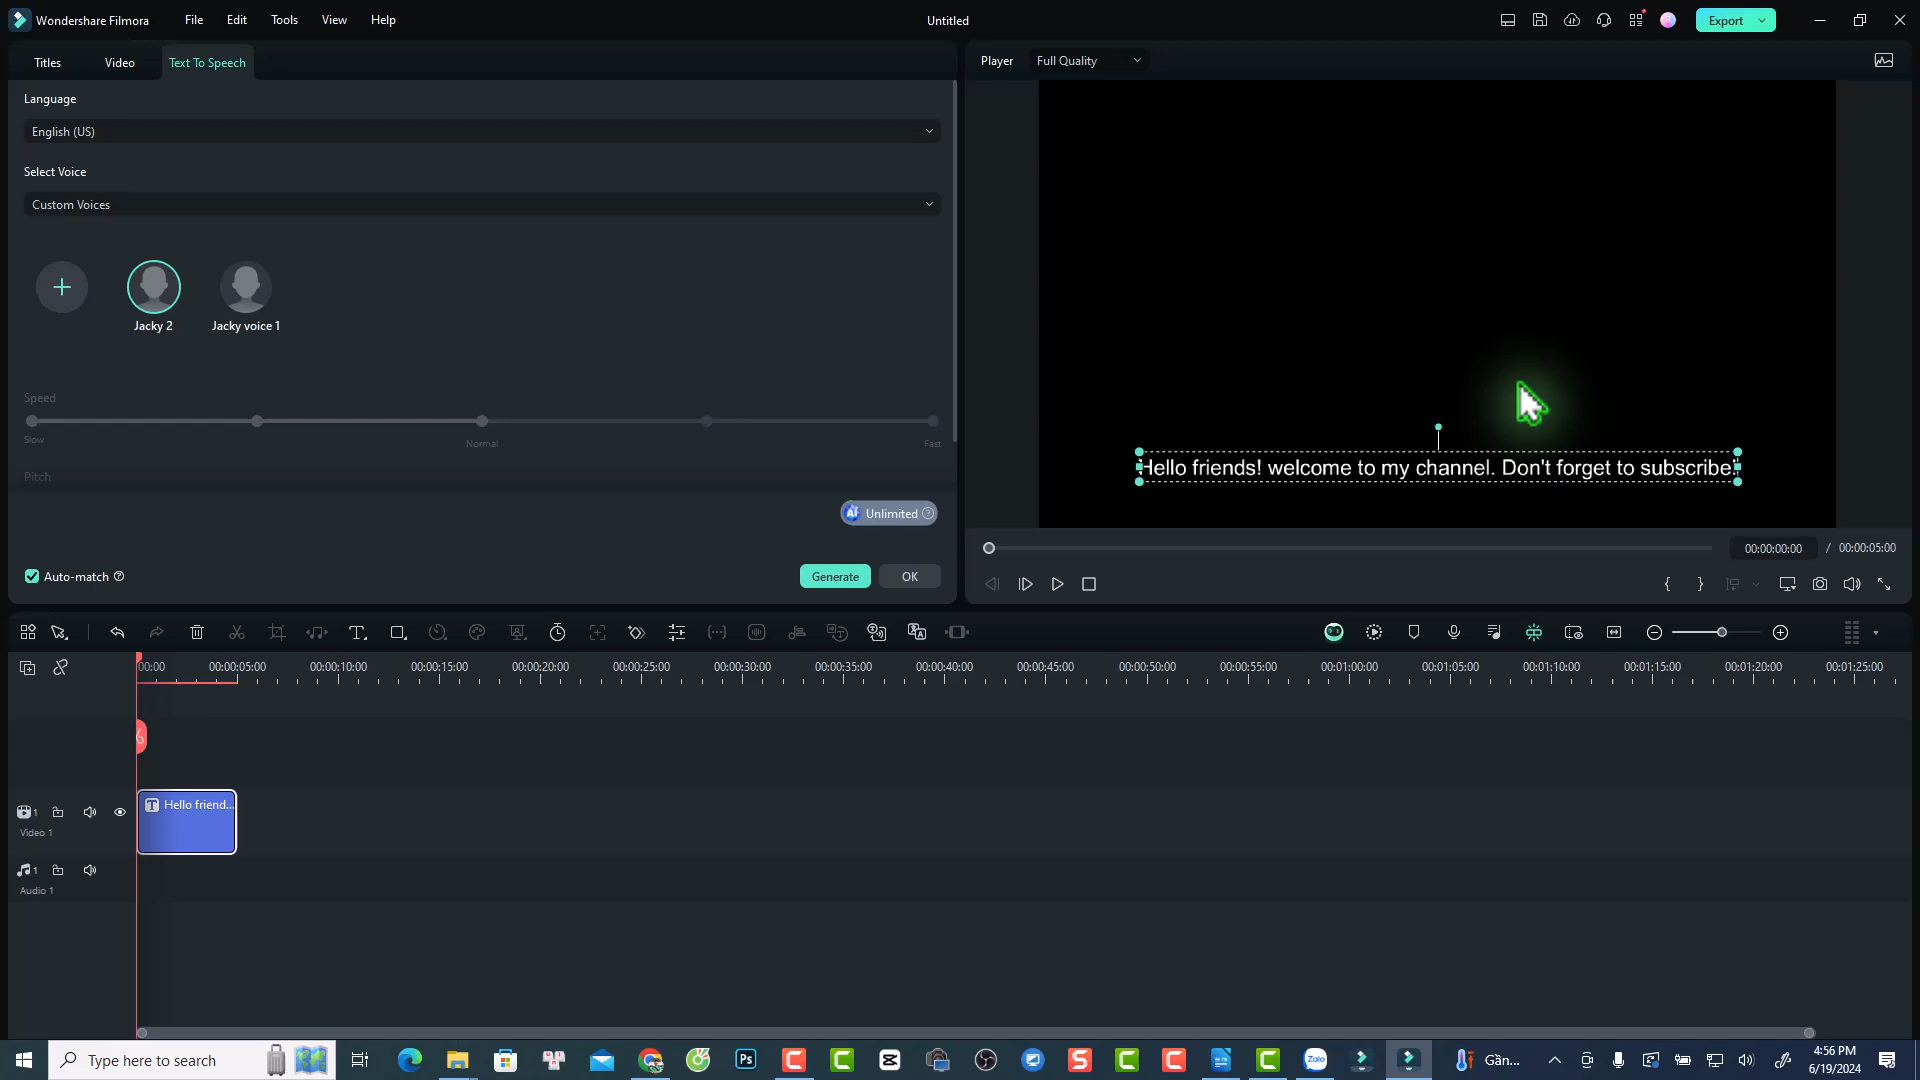 Wondershare Filmora
File
Edit
Tools
View
Help
Untitled
Export
Titles
Video
Text To Speech
Player
Full Quality
Language
English (US)
Select Voice
Custom Voices
Jacky 2
Jacky voice 1
Speed
Slow
Normal
Fast
Pitch
AI Unlimited
Auto-match
Generate
OK
Hello friends! welcome to my channel. Don't forget to subscribe!
00:00:00:00 / 00:00:05:00
{ }
00:00
00:00:05:00
00:00:10:00
00:00:15:00
00:00:20:00
00:00:25:00
00:00:30:00
00:00:35:00
00:00:40:00
00:00:45:00
00:00:50:00
00:00:55:00
00:01:00:00
00:01:05:00
00:01:10:00
00:01:15:00
00:01:20:00
00:01:25:00
T Hello friend...
1
Video 1
1
Audio 1
Type here to search
Ps
S
Zalo
Gần...
4:56 PM
6/19/2024